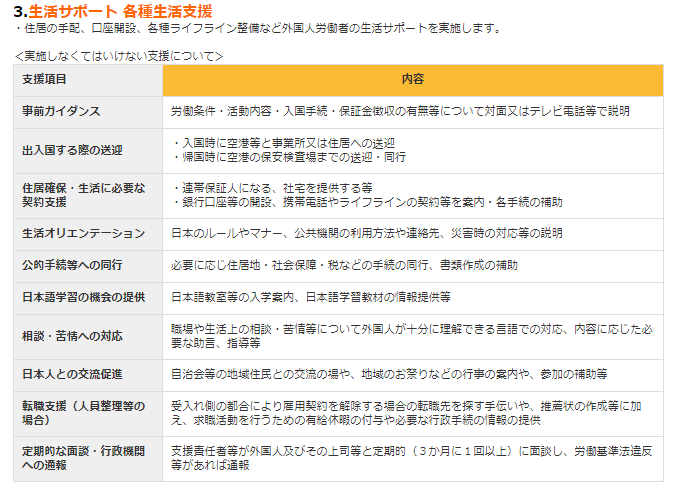 3.生活サポート 各種生活支援
・住居の手配、口座開設、各種ライフライン整備など外国人労働者の生活サポートを実施します。
＜実施しなくてはいけない支援について＞
支援項目
内容
事前ガイダンス
労働条件・活動内容・入国手続・保証金徴収の有無等について対面又はテレビ電話等で説明
出入国する際の送迎
・入国時に空港等と事業所又は住居への送迎
・帰国時に空港の保安検査場までの送迎・同行
住居確保・生活に必要な
契約支援
・連帯保証人になる、社宅を提供する等
・銀行口座等の開設、携帯電話やライフラインの契約等を案内・各手続の補助
生活オリエンテーション
日本のルールやマナー、公共機関の利用方法や連絡先、災害時の対応等の説明
公的手続等への同行
必要に応じ住居地・社会保障・税などの手続の同行、書類作成の補助
日本語学習の機会の提供
日本語教室等の入学案内、日本語学習教材の情報提供等
相談・苦情への対応
職場や生活上の相談・苦情等について外国人が十分に理解できる言語での対応、内容に応じた必
要な助言、指導等
日本人との交流促進
自治会等の地域住民との交流の場や、地域のお祭りなどの行事の案内や、参加の補助等
転職支援（人員整理等の
場合）
受入れ側の都合により雇用契約を解除する場合の転職先を探す手伝いや、推薦状の作成等に加
え、求職活動を行うための有給休暇の付与や必要な行政手続の情報の提供
定期的な面談・行政機関
への通報
支援責任者等が外国人及びその上司等と定期的（３か月に１回以上）に面談し、労働基準法違反
等があれば通報